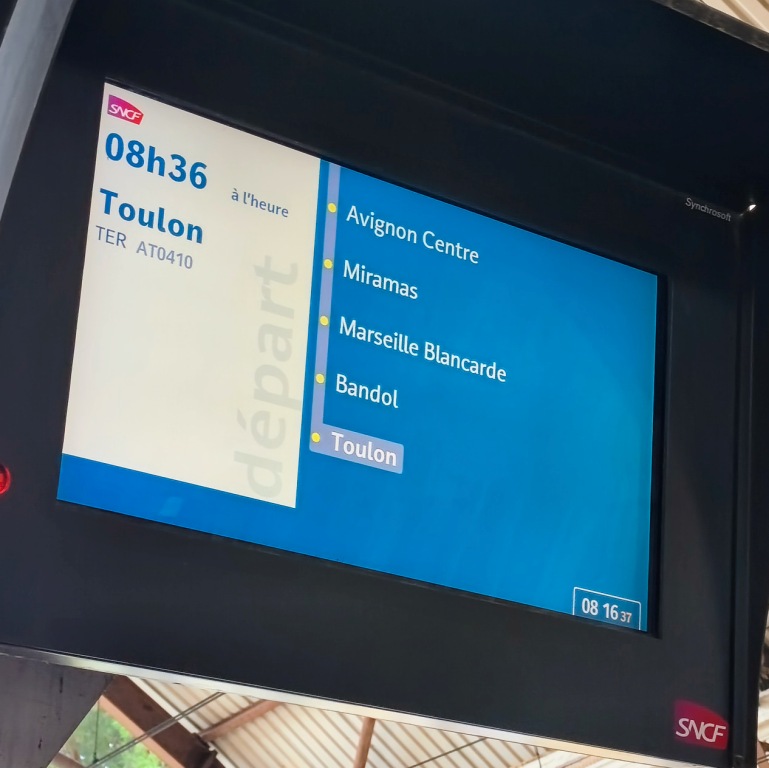 SNCF
08h36
à l'heure
Toulon
TER AT0410
départ
Avignon Centre
Miramas
Marseille Blancarde
Bandol
Toulon
08 16 37
Synchrosoft
SNCF